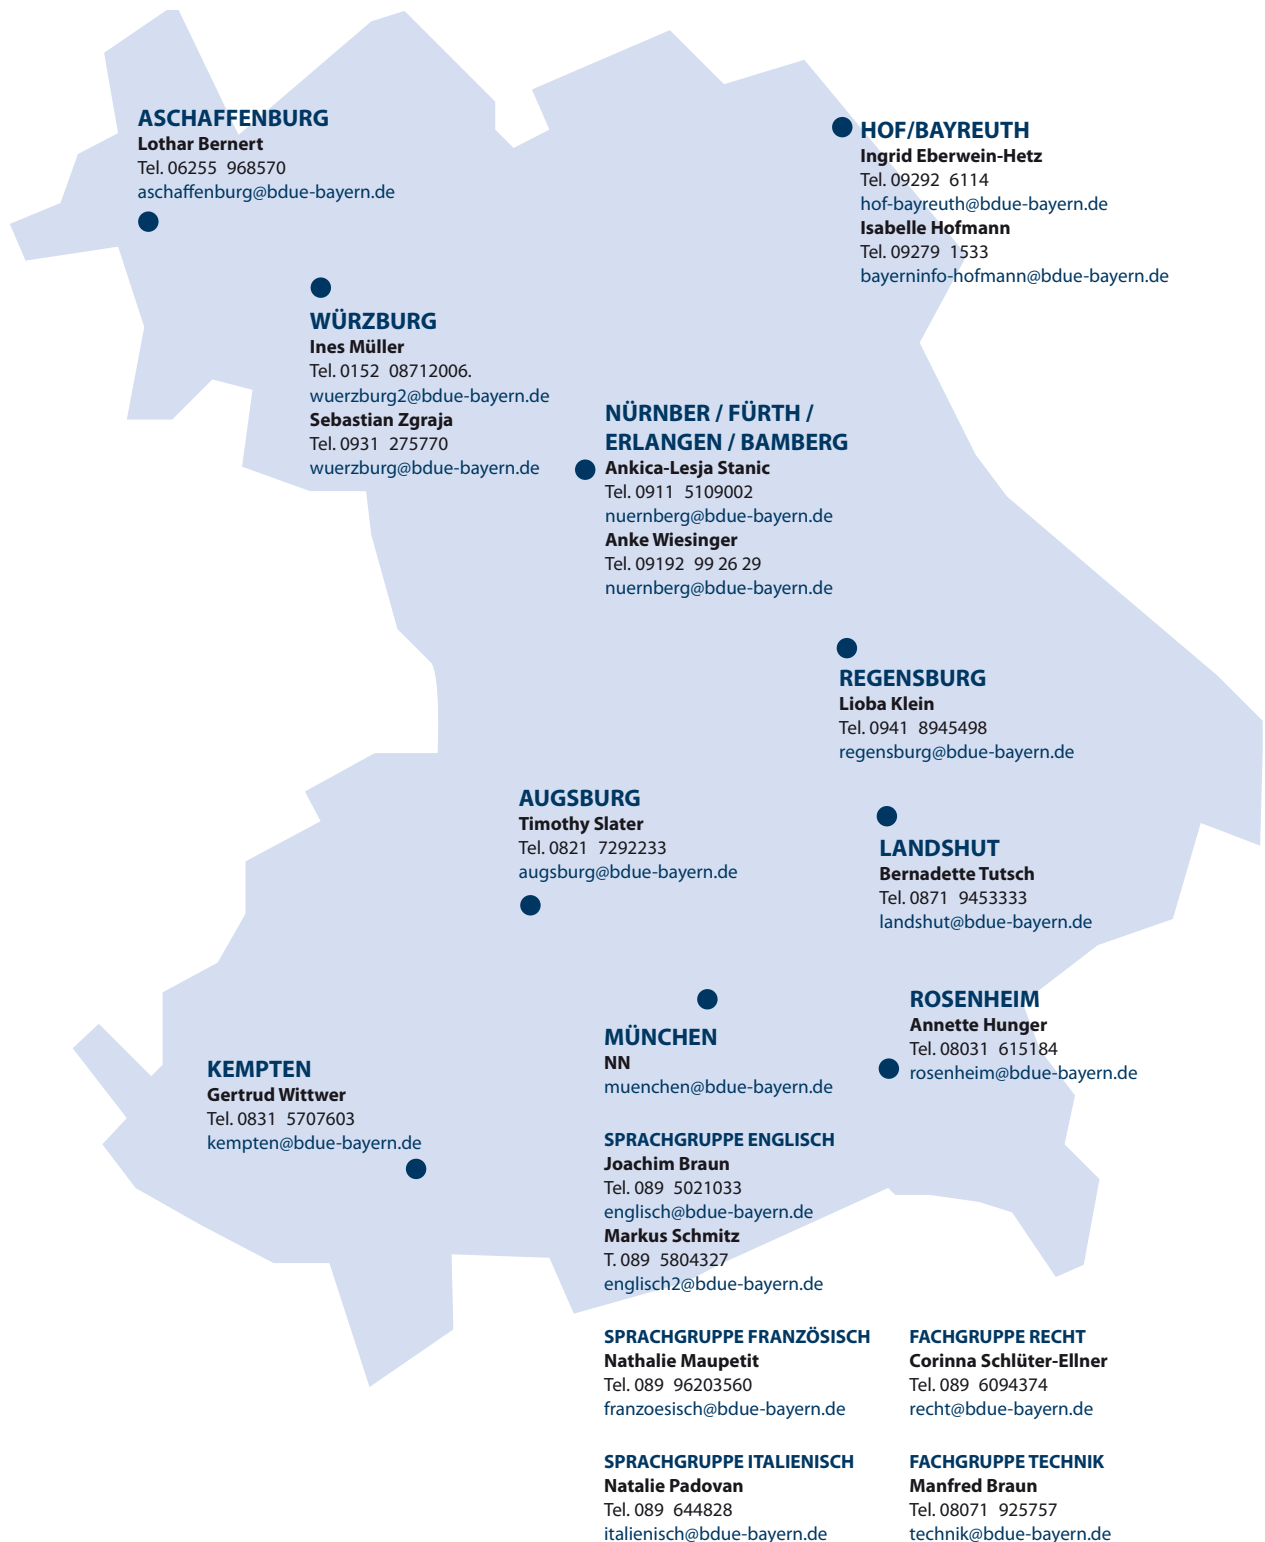 ASCHAFFENBURG
Lothar Bernert
Tel. 06255 968570
aschaffenburg@bdue-bayern.de
HOF/BAYREUTH
Ingrid Eberwein-Hetz
Tel. 09292 6114
hof-bayreuth@bdue-bayern.de
Isabelle Hofmann
Tel. 09279 1533
bayerninfo-hofmann@bdue-bayern.de
WÜRZBURG
Ines Müller
Tel. 0152 08712006.
wuerzburg2@bdue-bayern.de
Sebastian Zgraja
Tel. 0931 275770
wuerzburg@bdue-bayern.de
NÜRNBER / FÜRTH /
ERLANGEN / BAMBERG
Ankica-Lesja Stanic
Tel. 0911 5109002
nuernberg@bdue-bayern.de
Anke Wiesinger
Tel. 09192 99 26 29
nuernberg@bdue-bayern.de
REGENSBURG
Lioba Klein
Tel. 0941 8945498
regensburg@bdue-bayern.de
AUGSBURG
Timothy Slater
Tel. 0821 7292233
augsburg@bdue-bayern.de
LANDSHUT
Bernadette Tutsch
Tel. 0871 9453333
landshut@bdue-bayern.de
ROSENHEIM
Annette Hunger
Tel. 08031 615184
rosenheim@bdue-bayern.de
KEMPTEN
Gertrud Wittwer
Tel. 0831 5707603
kempten@bdue-bayern.de
MÜNCHEN
NN
muenchen@bdue-bayern.de
SPRACHGRUPPE ENGLISCH
Joachim Braun
Tel. 089 5021033
englisch@bdue-bayern.de
Markus Schmitz
T. 089 5804327
englisch2@bdue-bayern.de
SPRACHGRUPPE FRANZÖSISCH
Nathalie Maupetit
Tel. 089 96203560
franzoesisch@bdue-bayern.de
FACHGRUPPE RECHT
Corinna Schlüter-Ellner
Tel. 089 6094374
recht@bdue-bayern.de
SPRACHGRUPPE ITALIENISCH
Natalie Padovan
Tel. 089 644828
italienisch@bdue-bayern.de
FACHGRUPPE TECHNIK
Manfred Braun
Tel. 08071 925757
technik@bdue-bayern.de